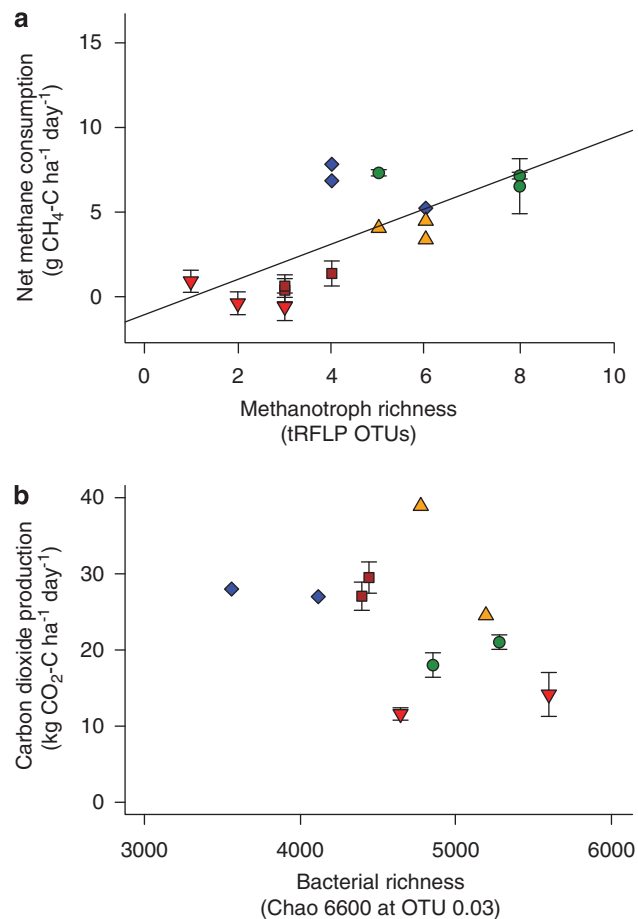 a
15
10
5
0
Net methane consumption
(g CH₄-C ha⁻¹ day⁻¹)
0 2 4 6 8 10
Methanotroph richness
(tRFLP OTUs)
b
40
30
20
10
0
Carbon dioxide production
(kg CO₂-C ha⁻¹ day⁻¹)
3000 4000 5000 6000
Bacterial richness
(Chao 6600 at OTU 0.03)